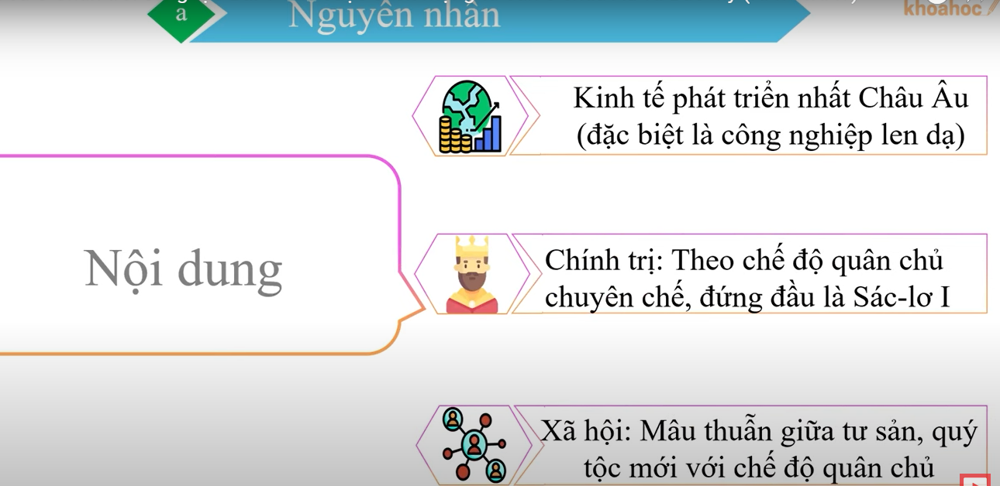 a
Nguyên nhân
khoahoc
Kinh tế phát triển nhất Châu Âu
(đặc biệt là công nghiệp len dạ)
Nội dung
Chính trị: Theo chế độ quân chủ
chuyên chế, đứng đầu là Sác-lơ I
Xã hội: Mâu thuẫn giữa tư sản, quý
tộc mới với chế độ quân chủ